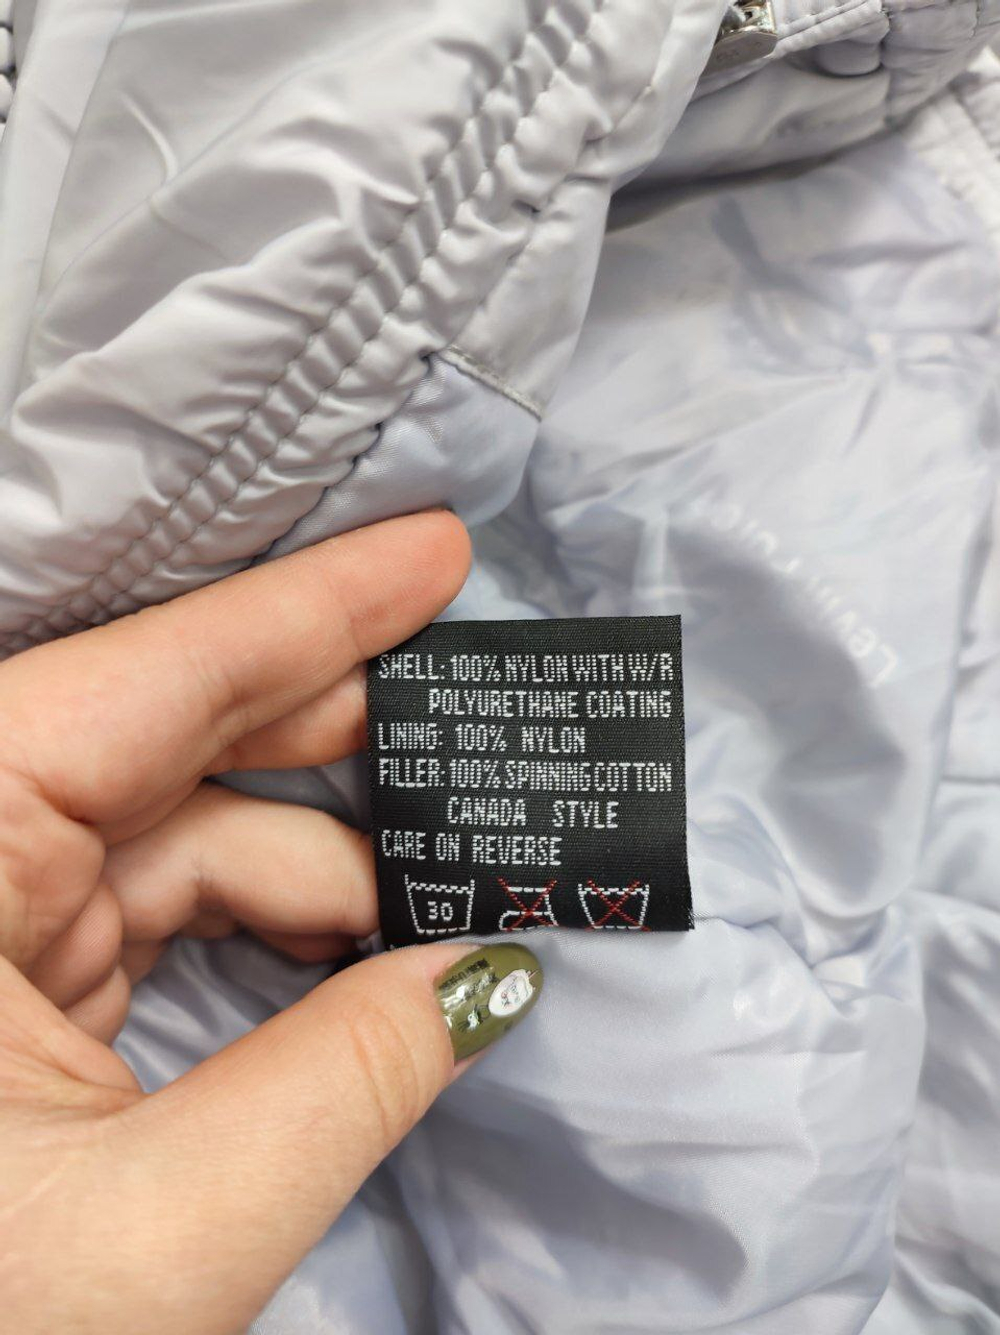 SHELL: 100% NYLON WITH W/R
POLYURETHANE COATING
LINING: 100% NYLON
FILLER: 100% SPINNING COTTON
CANADA STYLE
CARE ON REVERSE
30